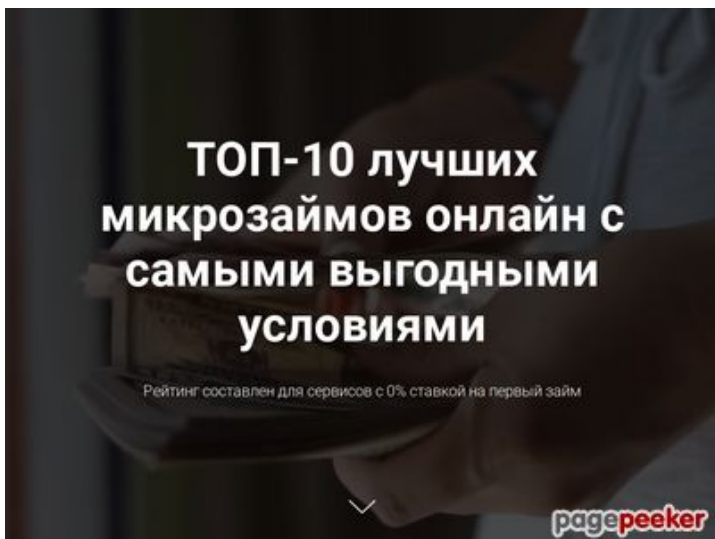 ТОП-10 лучших
микрозаймов онлайн с
самыми выгодными
условиями
Рейтинг составлен для сервисов с 0% ставкой на первый займ
pagepeeker